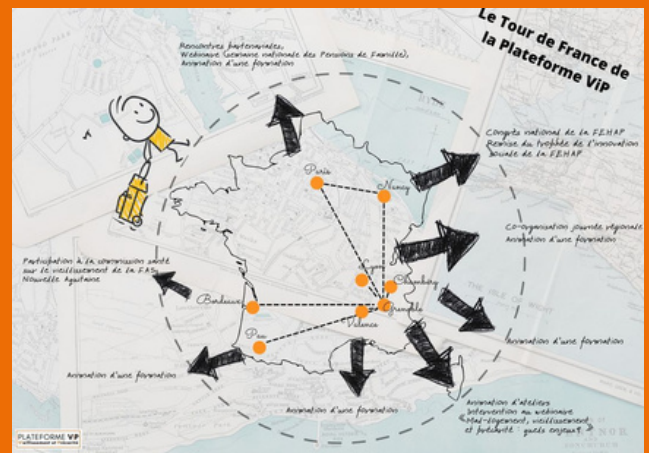 Le Tour de France de
la Plateforme ViP
Rencontres partenariales,
Webinaire (semaine nationale des Pensions de Famille),
Animation d'une formation
Congrès national de la FEHAP
Remise du trophée de l'innovation
sociale de la FEHAP
Paris
Nancy
Co-organisation journée régionale
Animation d'une formation
Participation à la commission santé
sur le vieillissement de la FAS
Nouvelle Aquitaine
Lyon
Chambéry
Bordeaux
Grenoble
Valence
Pau
Animation d'une formation
Animation d'une formation
Animation d'une formation
Animation d'ateliers
Intervention au webinaire
« Mal-logement, vieillissement
et précarité : quels enjeux? »
THE ISLE OF WIGHT
PLATEFORME ViP